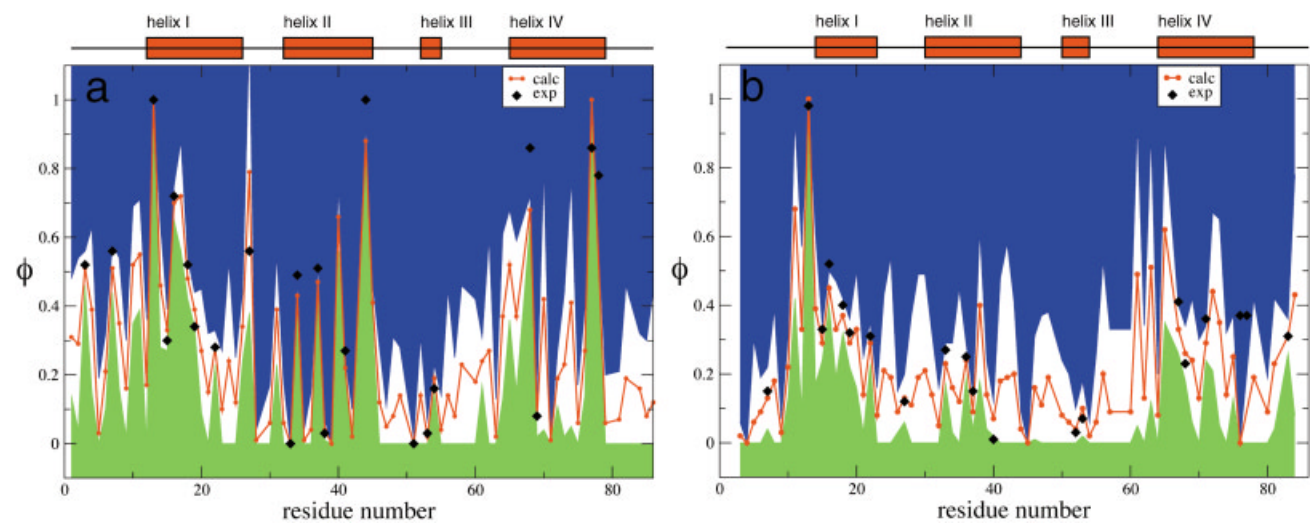 helix I helix II helix III helix IV
a
calc
exp
1
0.8
0.6
0.4
0.2
0
ϕ
0 20 40 60 80
residue number
helix I helix II helix III helix IV
b
calc
exp
1
0.8
0.6
0.4
0.2
0
ϕ
0 20 40 60 80
residue number